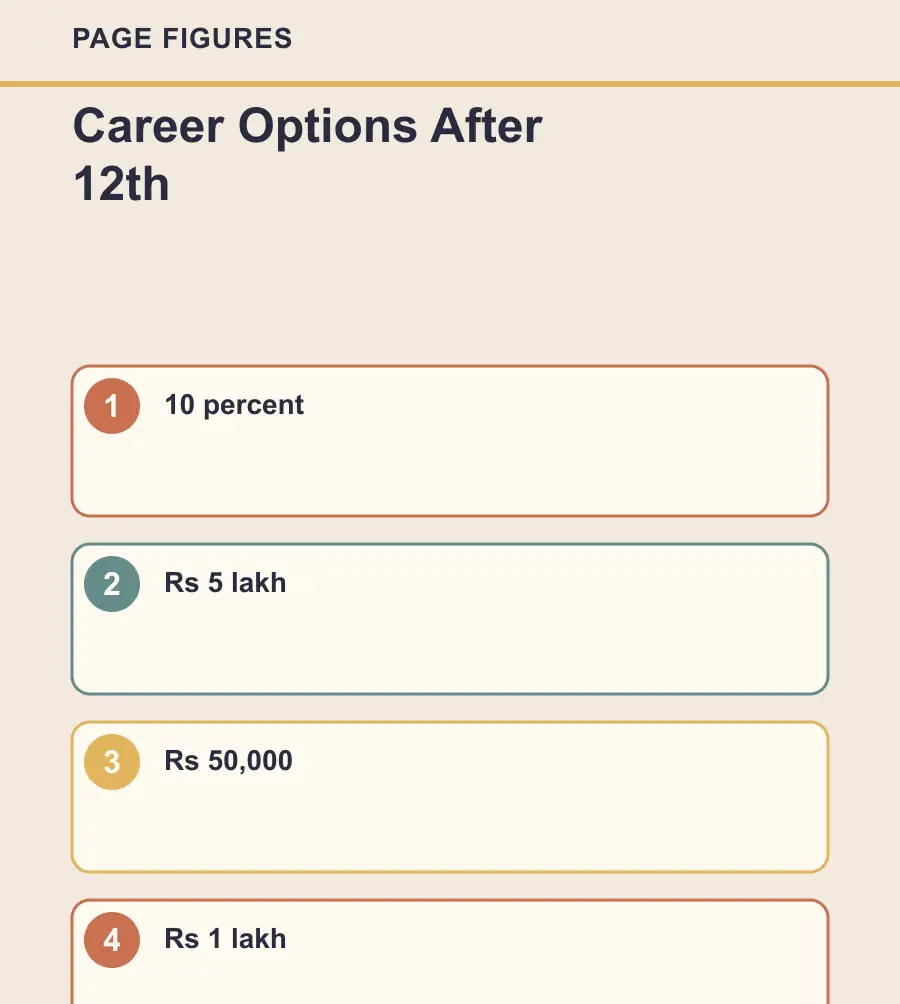 PAGE FIGURES
Career Options After
12th
1 10 percent
2 Rs 5 lakh
3 Rs 50,000
4 Rs 1 lakh